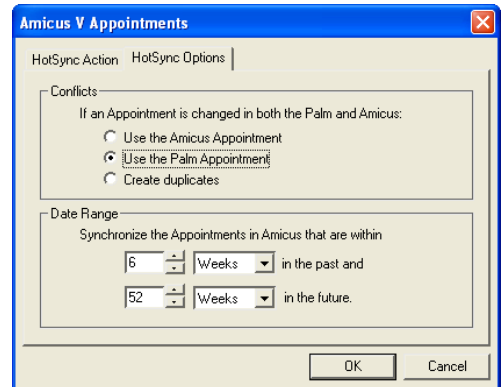 Amicus V Appointments
HotSync Action HotSync Options
Conflicts
If an Appointment is changed in both the Palm and Amicus:
Use the Amicus Appointment
Use the Palm Appointment
Create duplicates
Date Range
Synchronize the Appointments in Amicus that are within
6 Weeks in the past and
52 Weeks in the future.
OK Cancel